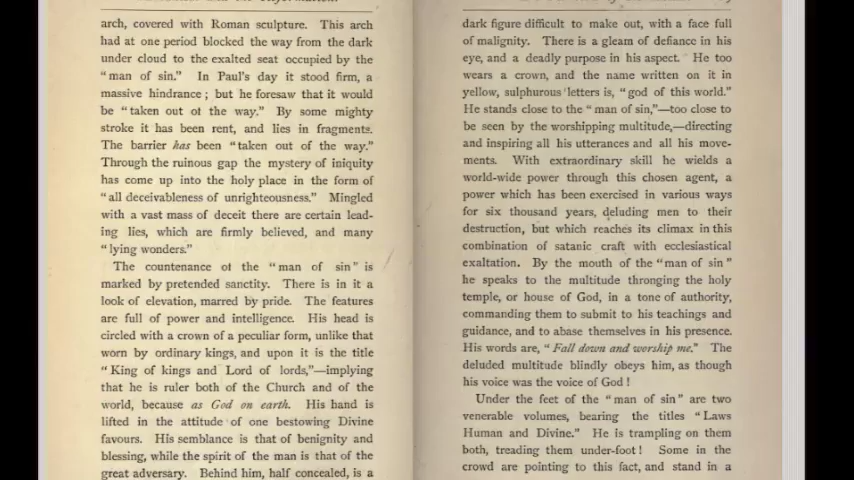 arch, covered with Roman sculpture. This arch
had at one period blocked the way from the dark
under cloud to the exalted seat occupied by the
"man of sin." In Paul's day it stood firm, a
massive hindrance; but he foresaw that it would
be "taken out of the way." By some mighty
stroke it has been rent, and lies in fragments.
The barrier has been "taken out of the way."
Through the ruinous gap the mystery of iniquity
has come up into the holy place in the form of
"all deceivableness of unrighteousness." Mingled
with a vast mass of deceit there are certain lead-
ing lies, which are firmly believed, and many
"lying wonders."
The countenance of the "man of sin" is
marked by pretended sanctity. There is in it a
look of elevation, marred by pride. The features
are full of power and intelligence. His head is
circled with a crown of a peculiar form, unlike that
worn by ordinary kings, and upon it is the title
"King of kings and Lord of lords,"—implying
that he is ruler both of the Church and of the
world, because as God on earth. His hand is
lifted in the attitude of one bestowing Divine
favours. His semblance is that of benignity and
blessing, while the spirit of the man is that of the
great adversary. Behind him, half concealed, is a
dark figure difficult to make out, with a face full
of malignity. There is a gleam of defiance in his
eye, and a deadly purpose in his aspect. He too
wears a crown, and the name written on it in
yellow, sulphurous letters is, "god of this world."
He stands close to the "man of sin,"—too close to
be seen by the worshipping multitude,—directing
and inspiring all his utterances and all his move-
ments. With extraordinary skill he wields a
world-wide power through this chosen agent, a
power which has been exercised in various ways
for six thousand years, deluding men to their
destruction, but which reaches its climax in this
combination of satanic craft with ecclesiastical
exaltation. By the mouth of the "man of sin"
he speaks to the multitude thronging the holy
temple, or house of God, in a tone of authority,
commanding them to submit to his teachings and
guidance, and to abase themselves in his presence.
His words are, "Fall down and worship me." The
deluded multitude blindly obeys him, as though
his voice was the voice of God!
Under the feet of the "man of sin" are two
venerable volumes, bearing the titles "Laws
Human and Divine." He is trampling on them
both, treading them under-foot! Some in the
crowd are pointing to this fact, and stand in a